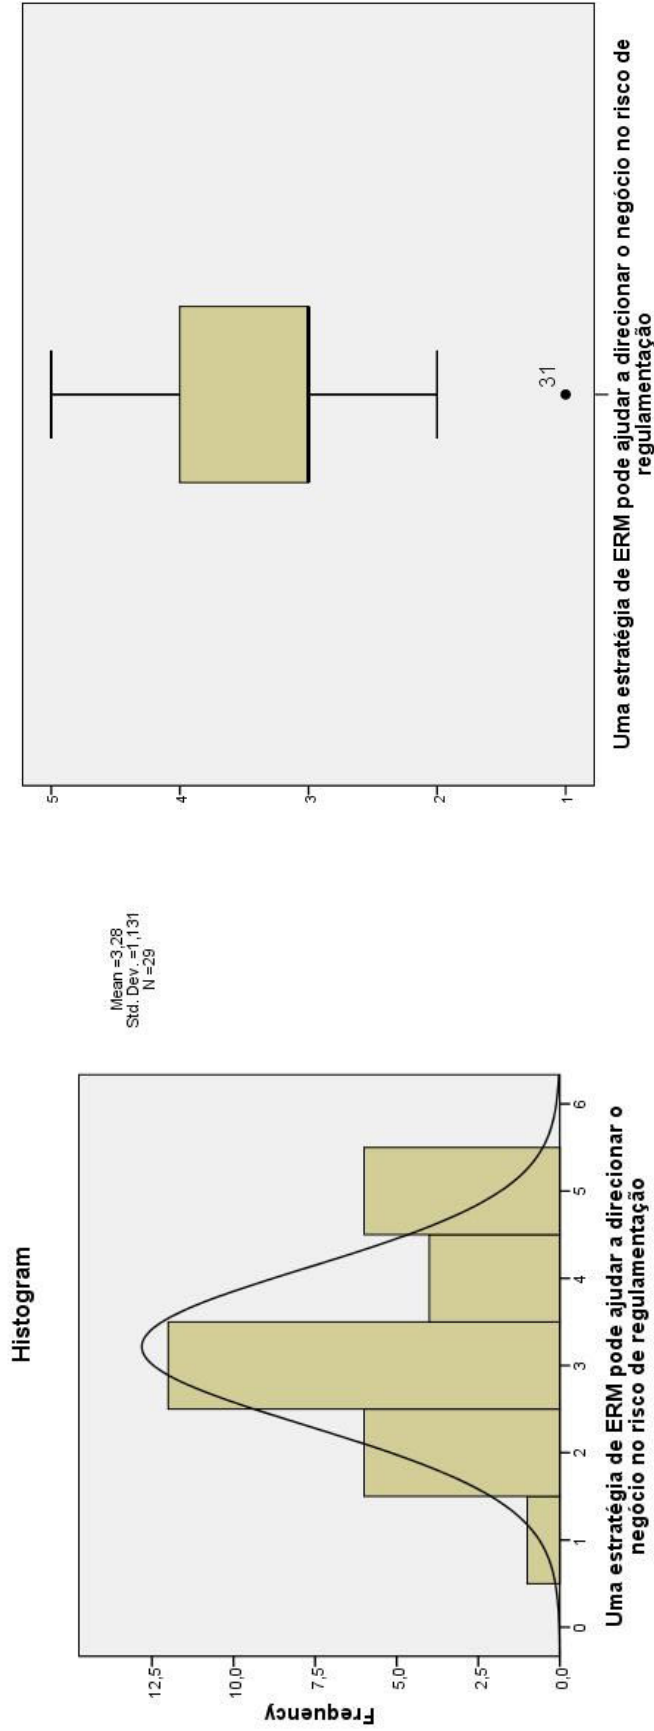 Histogram
Frequency
12,5
10,0
7,5
5,0
2,5
0,0
0 1 2 3 4 5 6
Uma estratégia de ERM pode ajudar a direcionar o
negócio no risco de regulamentação
Mean =3,28
Std. Dev. =1,131
N =29
5
4
3
2
1
31
Uma estratégia de ERM pode ajudar a direcionar o negócio no risco de
regulamentação